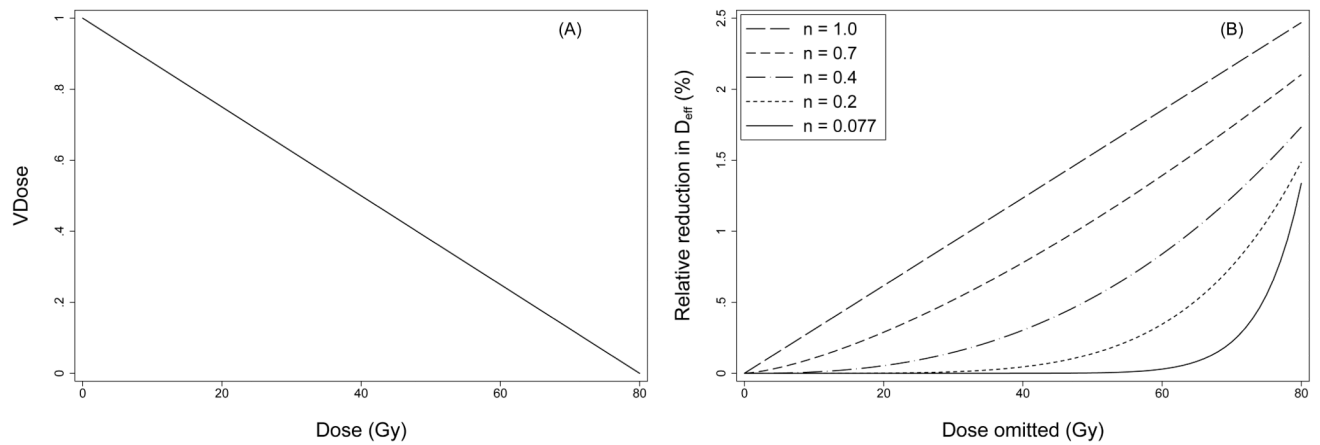 (A)
1
.8
.6
.4
.2
0
VDose
0 20 40 60 80
Dose (Gy)
(B)
n = 1.0
n = 0.7
n = 0.4
n = 0.2
n = 0.077
2.5
2
1.5
1
.5
0
Relative reduction in Deff (%)
0 20 40 60 80
Dose omitted (Gy)